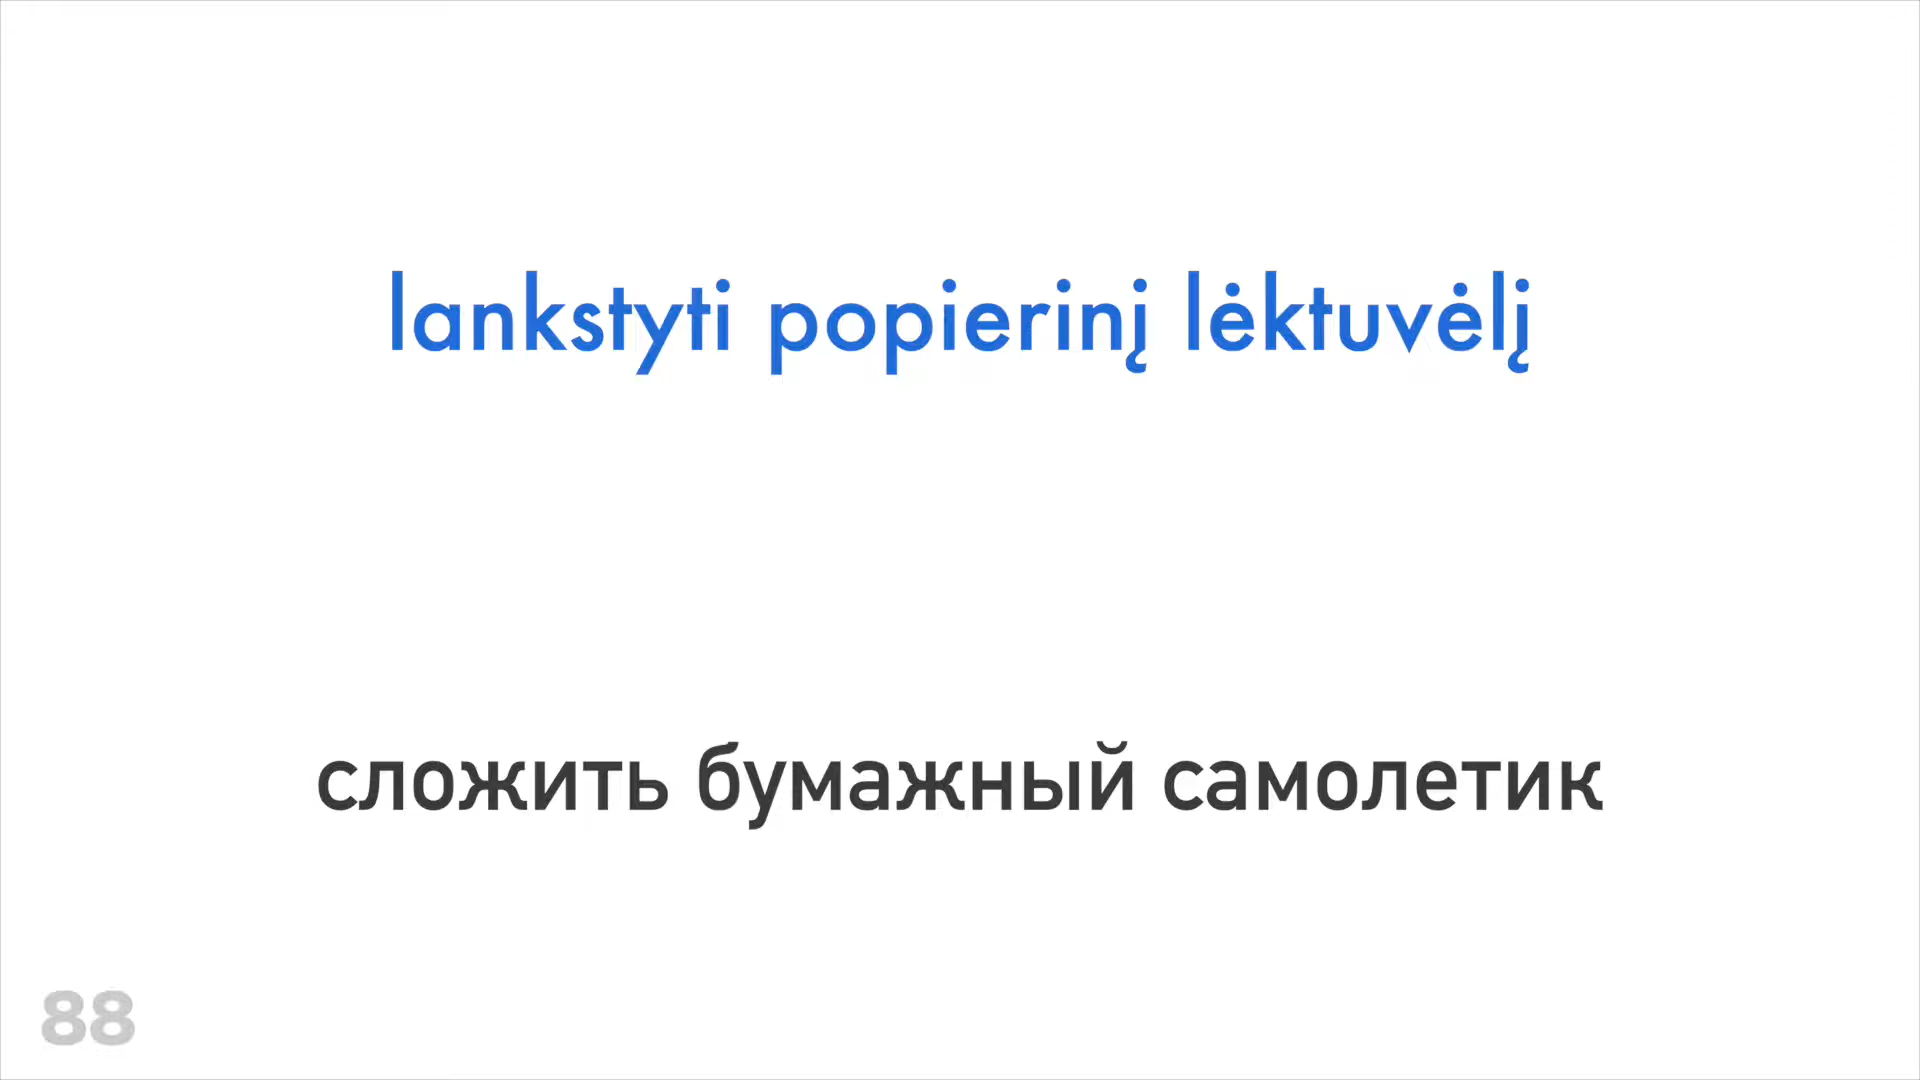 lankstyti popierinį lėktuvėlį
сложить бумажный самолетик
88